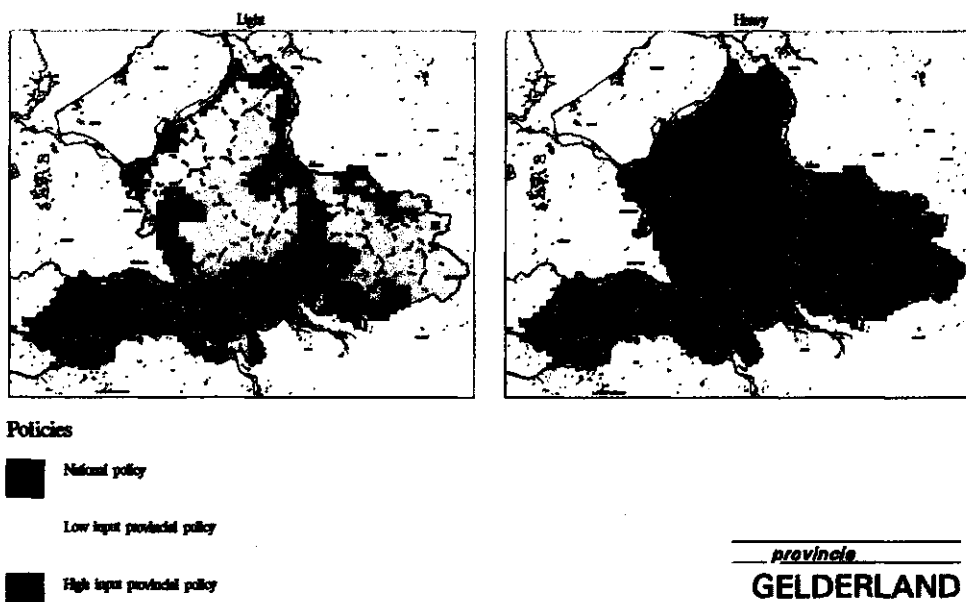 Light
Heavy
Policies
National policy
Low input provincial policy
High input provincial policy
provincie
GELDERLAND